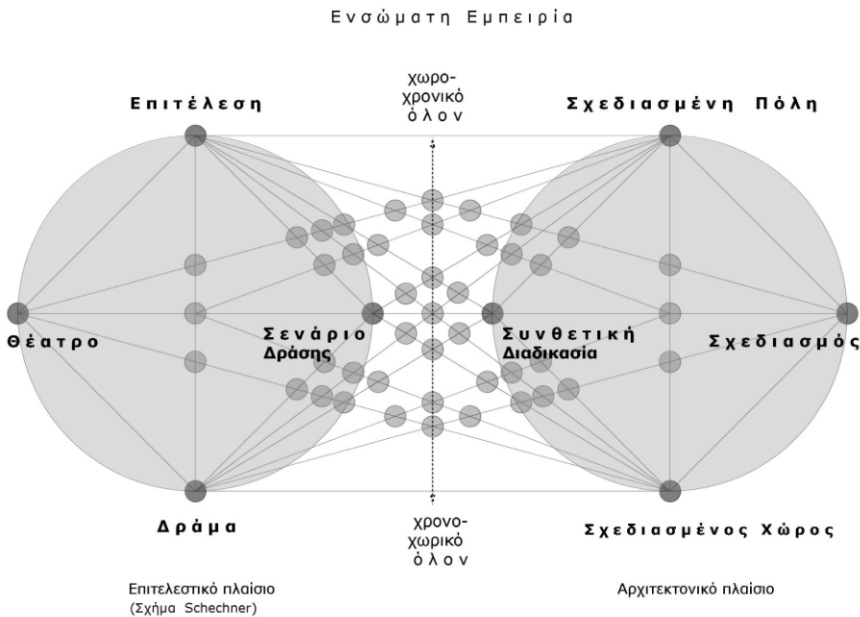 Ενσώματη Εμπειρία
χωρο-
χρονικό
όλον
Επιτέλεση
Σχεδιασμένη Πόλη
Θέατρο
Σενάριο
Δράσης
Συνθετική
Διαδικασία
Σχεδιασμός
Δράμα
χρονο-
χωρικό
όλον
Σχεδιασμένος Χώρος
Επιτελεστικό πλαίσιο
(Σχήμα Schechner)
Αρχιτεκτονικό πλαίσιο